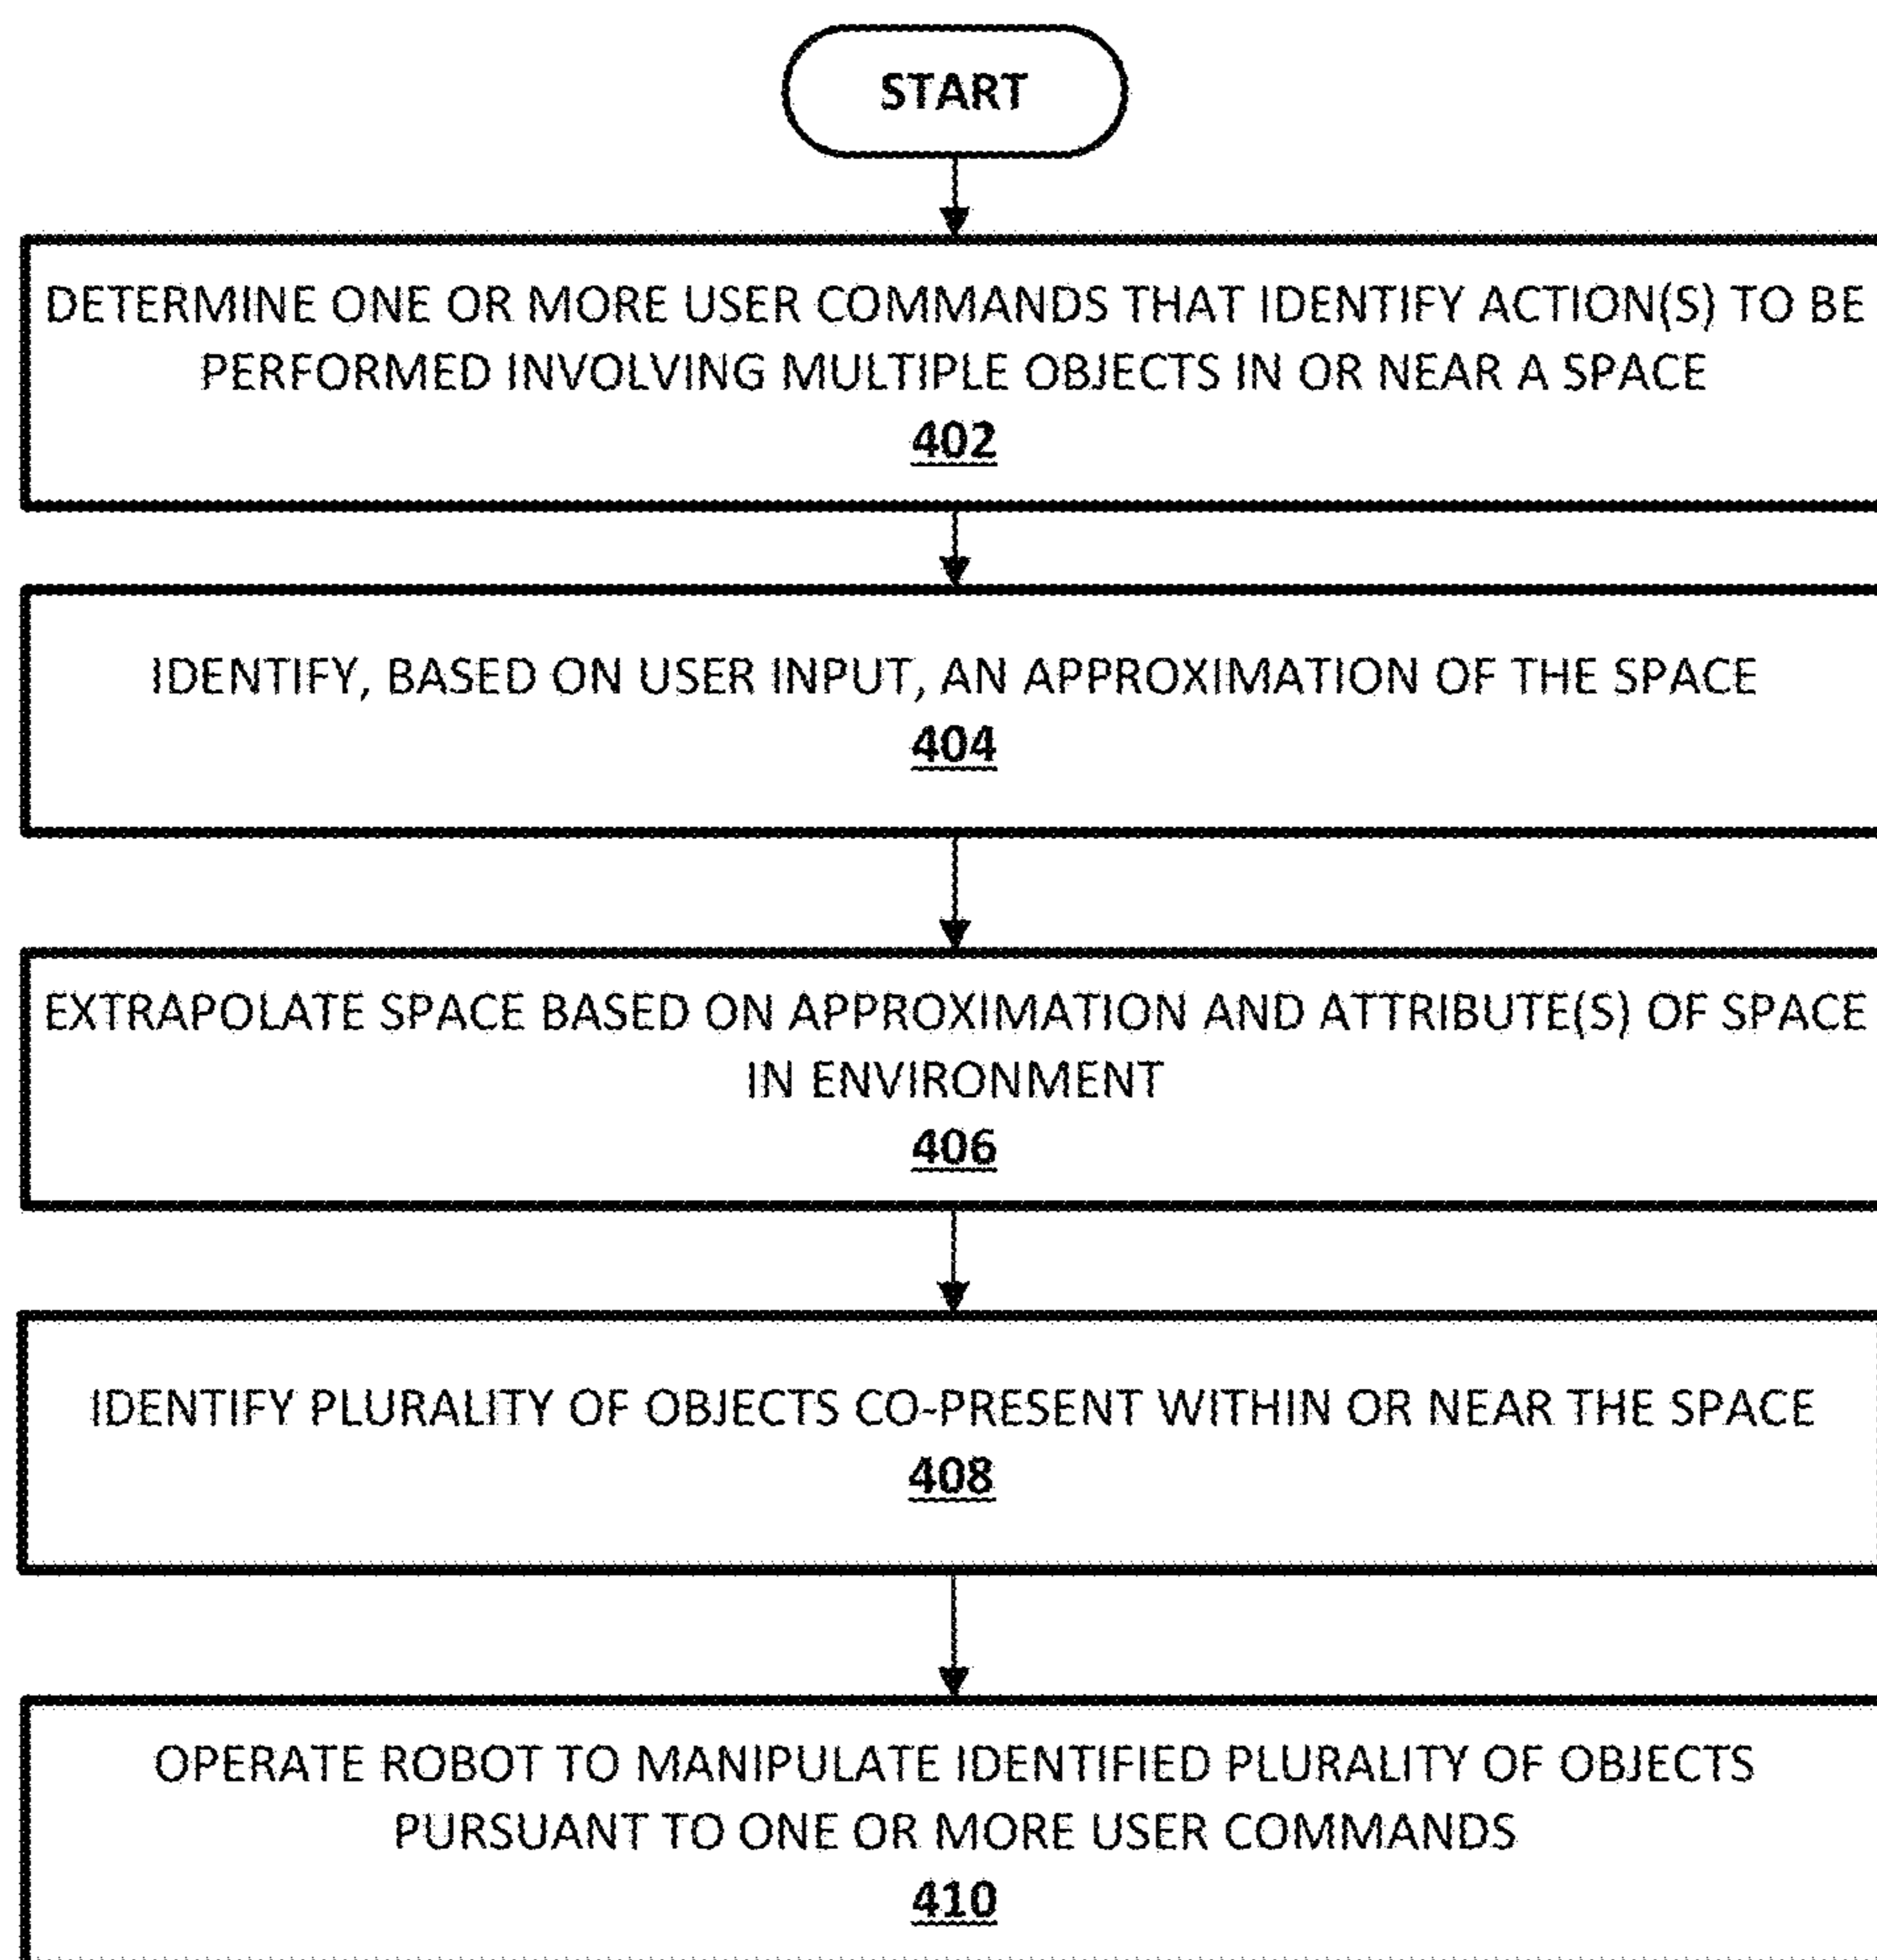 START
DETERMINE ONE OR MORE USER COMMANDS THAT IDENTIFY ACTION(S) TO BE
PERFORMED INVOLVING MULTIPLE OBJECTS IN OR NEAR A SPACE
402
IDENTIFY, BASED ON USER INPUT, AN APPROXIMATION OF THE SPACE
404
EXTRAPOLATE SPACE BASED ON APPROXIMATION AND ATTRIBUTE(S) OF SPACE
IN ENVIRONMENT
406
IDENTIFY PLURALITY OF OBJECTS CO-PRESENT WITHIN OR NEAR THE SPACE
408
OPERATE ROBOT TO MANIPULATE IDENTIFIED PLURALITY OF OBJECTS
PURSUANT TO ONE OR MORE USER COMMANDS
410